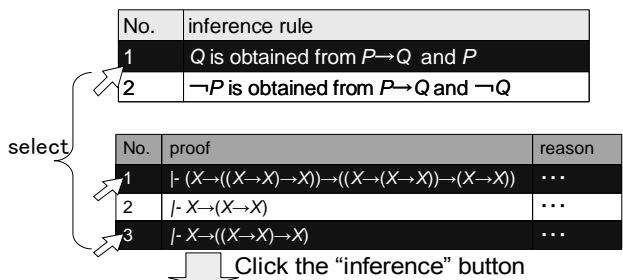 No. inference rule
1 Q is obtained from P→Q and P
2 ¬P is obtained from P→Q and ¬Q
select
No. proof reason
1 |- (X→((X→X)→X))→((X→(X→X))→(X→X)) ･･･
2 |- X→(X→X) ･･･
3 |- X→((X→X)→X) ･･･
Click the “inference” button